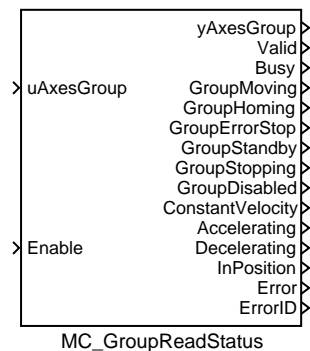 yAxesGroup
Valid
Busy
uAxesGroup
GroupMoving
GroupHoming
GroupErrorStop
GroupStandby
GroupStopping
GroupDisabled
ConstantVelocity
Accelerating
Enable
Decelerating
InPosition
Error
ErrorID
MC_GroupReadStatus